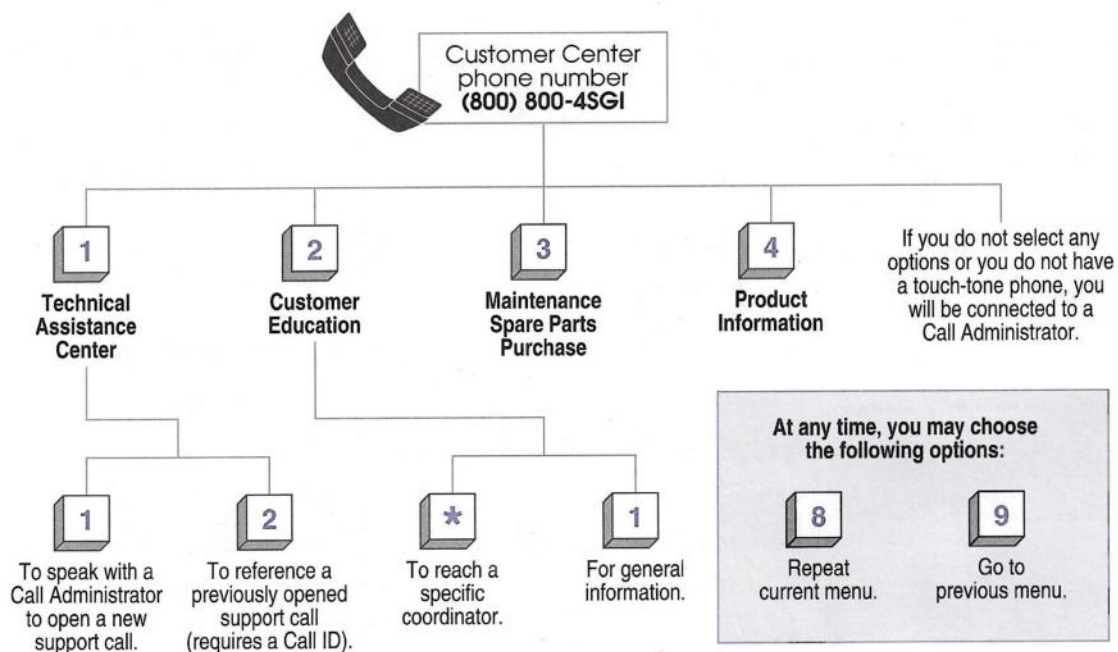 Customer Center
phone number
(800) 800-4SGI
1
Technical
Assistance
Center
2
Customer
Education
3
Maintenance
Spare Parts
Purchase
4
Product
Information
If you do not select any
options or you do not have
a touch-tone phone, you
will be connected to a
Call Administrator.
1
To speak with a
Call Administrator
to open a new
support call.
2
To reference a
previously opened
support call
(requires a Call ID).
*
To reach a
specific
coordinator.
1
For general
information.
At any time, you may choose
the following options:
8
Repeat
current menu.
9
Go to
previous menu.